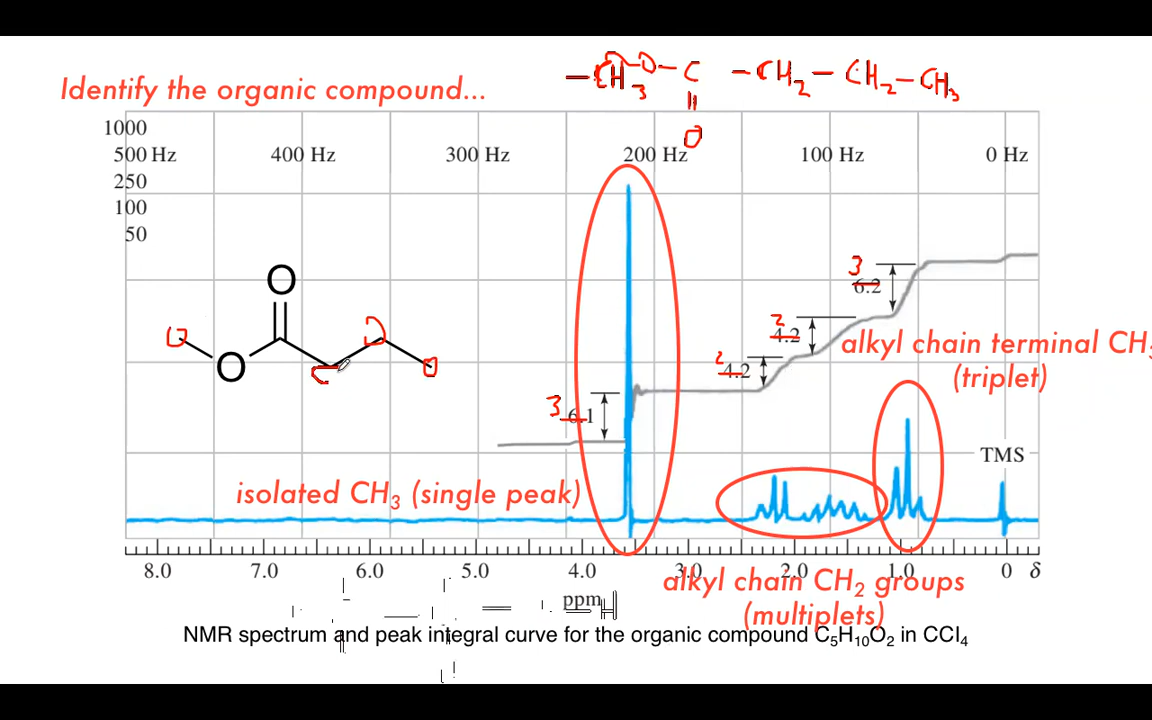 –CH3–O–C –CH2–CH2–CH3
O
Identify the organic compound...
1000
500 Hz 400 Hz 300 Hz 200 Hz 100 Hz 0 Hz
250
100
50
O
O
3
6.2
2
4.2
2
4.2
3
6.1
alkyl chain terminal CH
(triplet)
TMS
isolated CH3 (single peak)
8.0 7.0 6.0 5.0 4.0 3.0 2.0 1.0 0 δ
alkyl chain CH2 groups
ppm
(multiplets)
NMR spectrum and peak integral curve for the organic compound C5H10O2 in CCl4